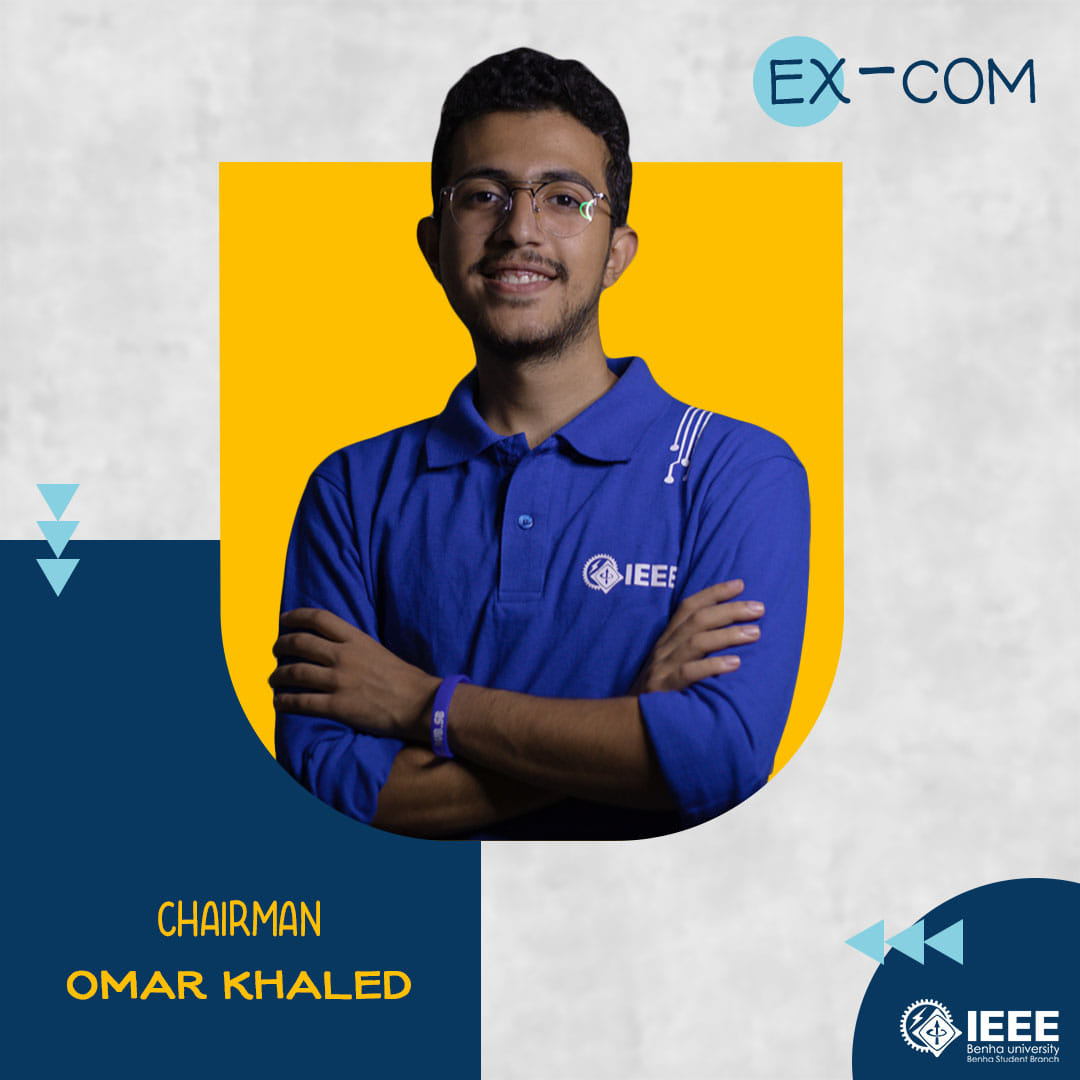 EX-COM
IEEE
CHAIRMAN
OMAR KHALED
IEEE
Benha university
Benha Student Branch